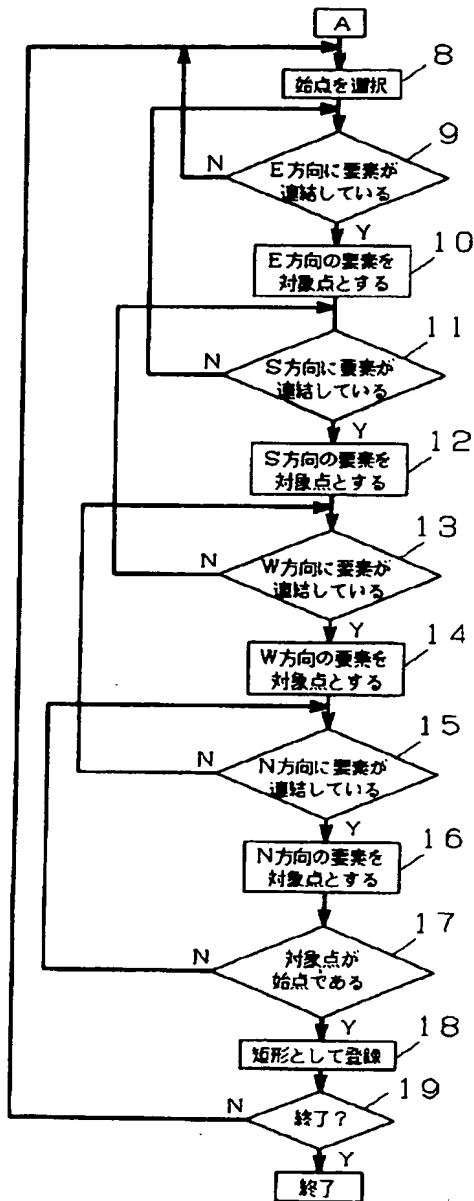 A
8
始点を選択
9
N
E方向に要素が
連結している
Y
10
E方向の要素を
対象点とする
11
N
S方向に要素が
連結している
Y
12
S方向の要素を
対象点とする
13
N
W方向に要素が
連結している
Y
14
W方向の要素を
対象点とする
15
N
N方向に要素が
連結している
Y
16
N方向の要素を
対象点とする
17
N
対象点が
始点である
Y
18
矩形として登録
19
N
終了?
Y
終了